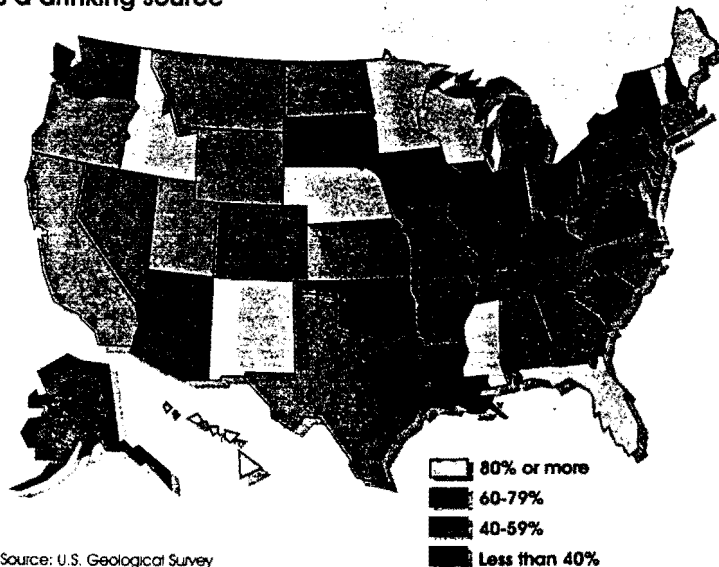 a drinking source
80% or more
60-79%
40-59%
Less than 40%
Source: U.S. Geological Survey